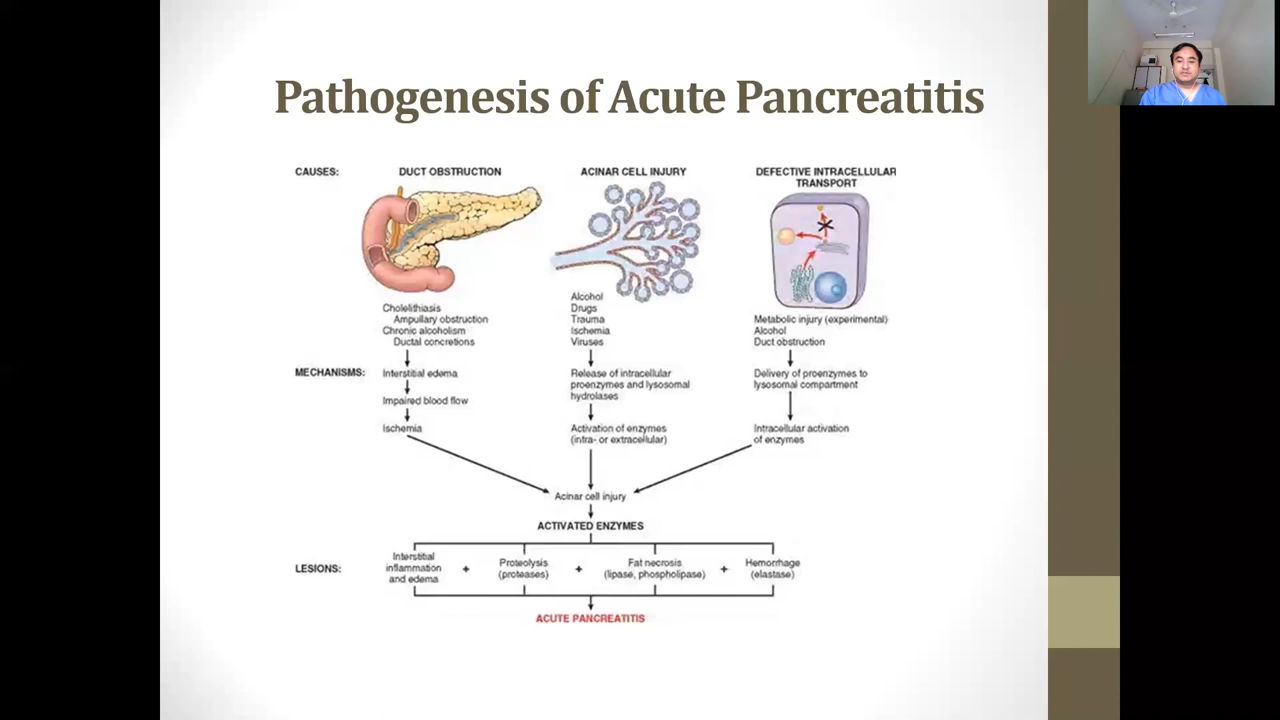 Pathogenesis of Acute Pancreatitis
CAUSES:
DUCT OBSTRUCTION
ACINAR CELL INJURY
DEFECTIVE INTRACELLULAR
TRANSPORT
Cholelithiasis
Ampullary obstruction
Chronic alcoholism
Ductal concretions
Alcohol
Drugs
Trauma
Ischemia
Viruses
Metabolic injury (experimental)
Alcohol
Duct obstruction
MECHANISMS:
Interstitial edema
Impaired blood flow
Ischemia
Release of intracellular
proenzymes and lysosomal
hydrolases
Activation of enzymes
(intra- or extracellular)
Delivery of proenzymes to
lysosomal compartment
Intracellular activation
of enzymes
Acinar cell injury
ACTIVATED ENZYMES
LESIONS:
Interstitial
inflammation
and edema
+
Proteolysis
(proteases)
+
Fat necrosis
(lipase, phospholipase)
+
Hemorrhage
(elastase)
ACUTE PANCREATITIS